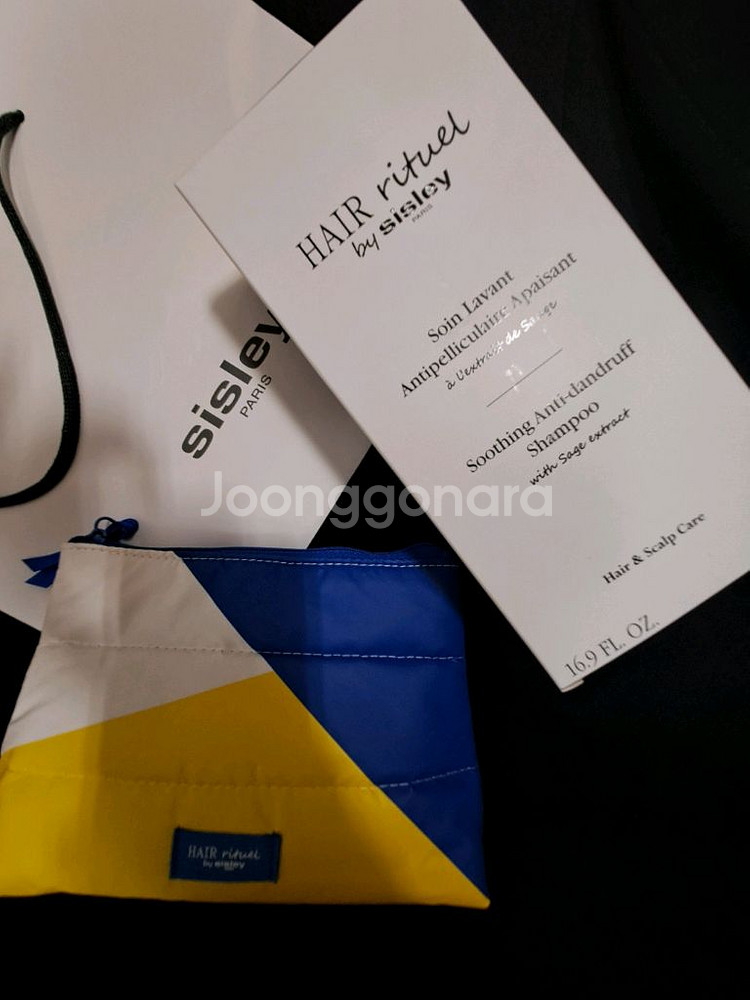 HAIR rituel
by sisley
PARIS
Soin Lavant
Antipelliculaire Apaisant
à l'extrait de Sauge
Soothing Anti-dandruff
Shampoo
with Sage extract
Hair & Scalp Care
16.9 FL. OZ.
sisley
PARIS
Joonggonara
HAIR rituel
by sisley
PARIS